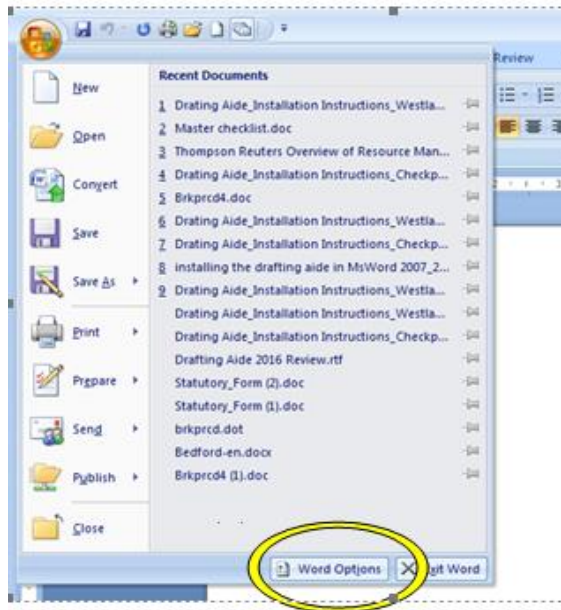 Review
New
Open
Convert
Save
Save As
Print
Prepare
Send
Publish
Close
Recent Documents
1 Drating Aide_Installation Instructions_Westla...
2 Master checklist.doc
3 Thompson Reuters Overview of Resource Man...
4 Drating Aide_Installation Instructions_Checkp...
5 Brkprcd4.doc
6 Drating Aide_Installation Instructions_Westla...
7 Drating Aide_Installation Instructions_Checkp...
8 installing the drafting aide in MsWord 2007_2...
9 Drating Aide_Installation Instructions_Westla...
Drating Aide_Installation Instructions_Westla...
Drating Aide_Installation Instructions_Checkp...
Drafting Aide 2016 Review.rtf
Statutory_Form (2).doc
Statutory_Form (1).doc
brkprcd.dot
Bedford-en.docx
Brkprcd4 (1).doc
Word Options
Exit Word